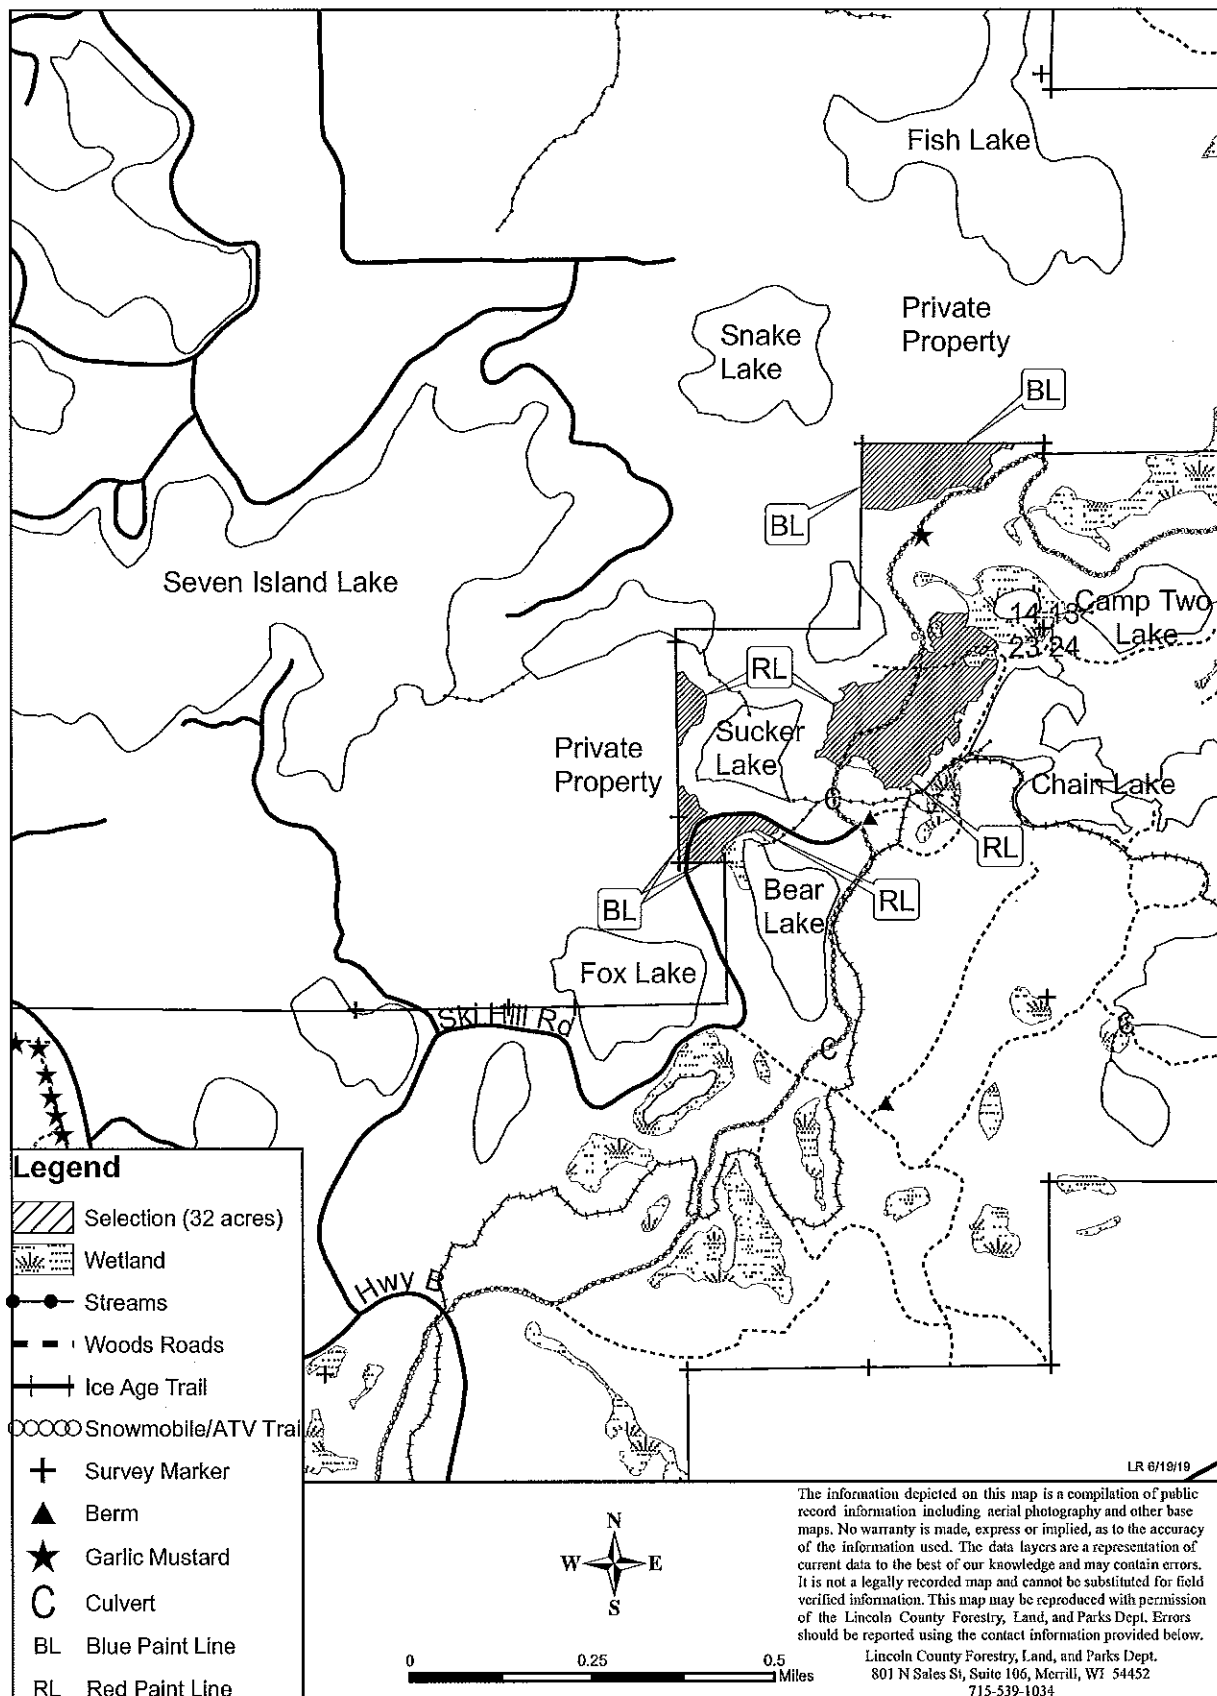 Fish Lake
Private
Property
Snake
Lake
BL
BL
Seven Island Lake
14 13
Camp Two
Lake
23 24
RL
Sucker
Lake
Private
Property
Chain Lake
C
RL
Bear
Lake
RL
BL
Fox Lake
Ski Hill Rd
C
C
Hwy B
Legend
Selection (32 acres)
Wetland
Streams
Woods Roads
Ice Age Trail
Snowmobile/ATV Trai
Survey Marker
Berm
Garlic Mustard
C Culvert
BL Blue Paint Line
RL Red Paint Line
LR 6/19/19
N
W E
S
0 0.25 0.5
Miles
The information depicted on this map is a compilation of public
record information including aerial photography and other base
maps. No warranty is made, express or implied, as to the accuracy
of the information used. The data layers are a representation of
current data to the best of our knowledge and may contain errors.
It is not a legally recorded map and cannot be substituted for field
verified information. This map may be reproduced with permission
of the Lincoln County Forestry, Land, and Parks Dept. Errors
should be reported using the contact information provided below.
Lincoln County Forestry, Land, and Parks Dept.
801 N Sales St, Suite 106, Merrill, WI 54452
715-539-1034